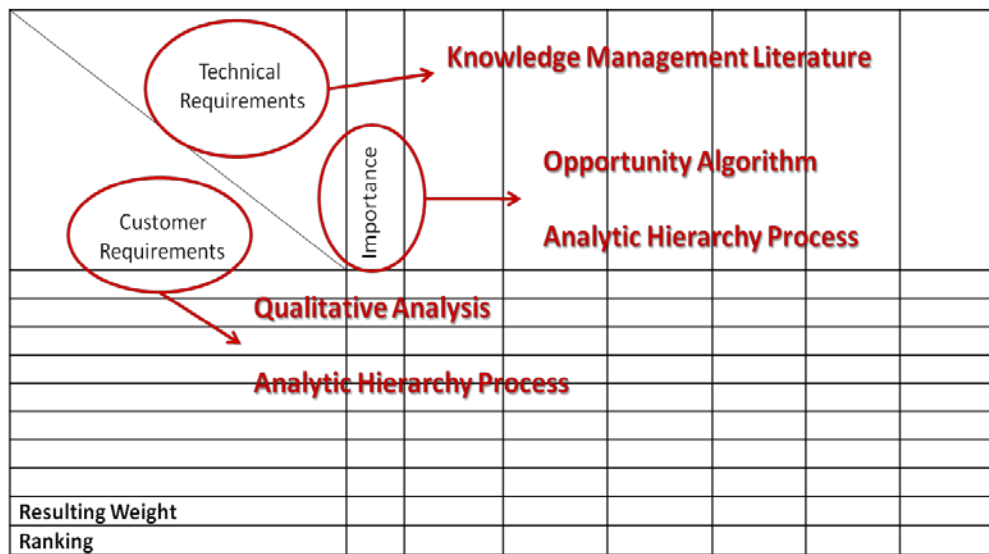 Technical
Requirements
Knowledge Management Literature
Importance
Opportunity Algorithm
Analytic Hierarchy Process
Customer
Requirements
Qualitative Analysis
Analytic Hierarchy Process
Resulting Weight
Ranking